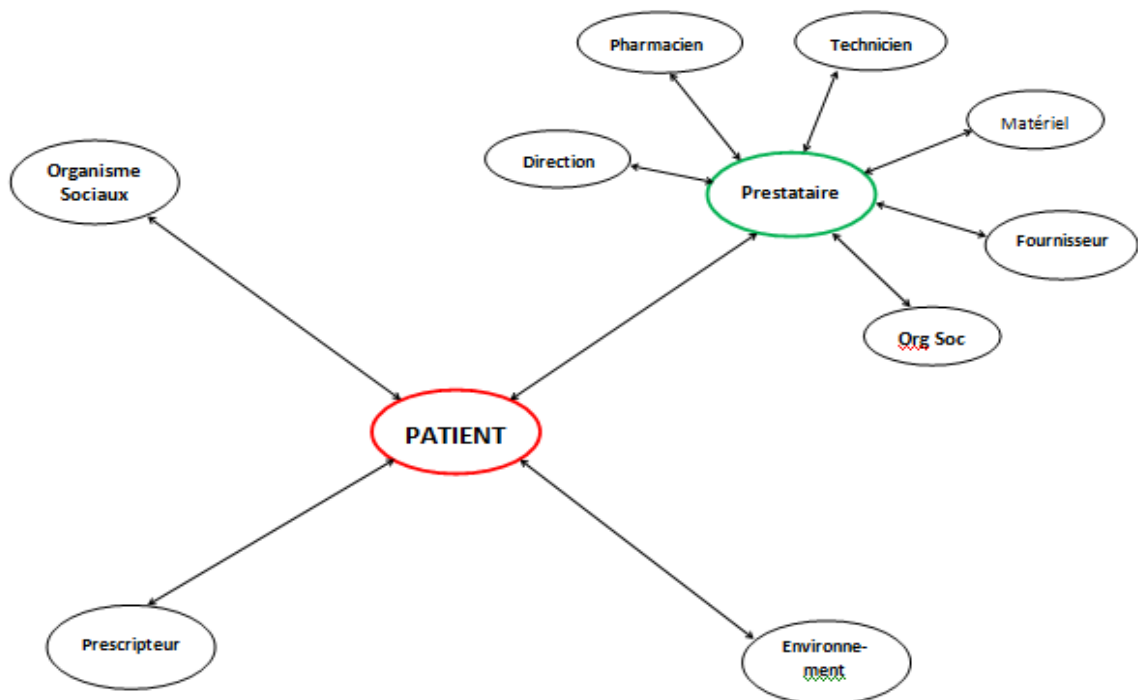 Pharmacien
Technicien
Matériel
Direction
Organisme
Sociaux
Prestataire
Fournisseur
Org Soc
PATIENT
Prescripteur
Environne-
ment